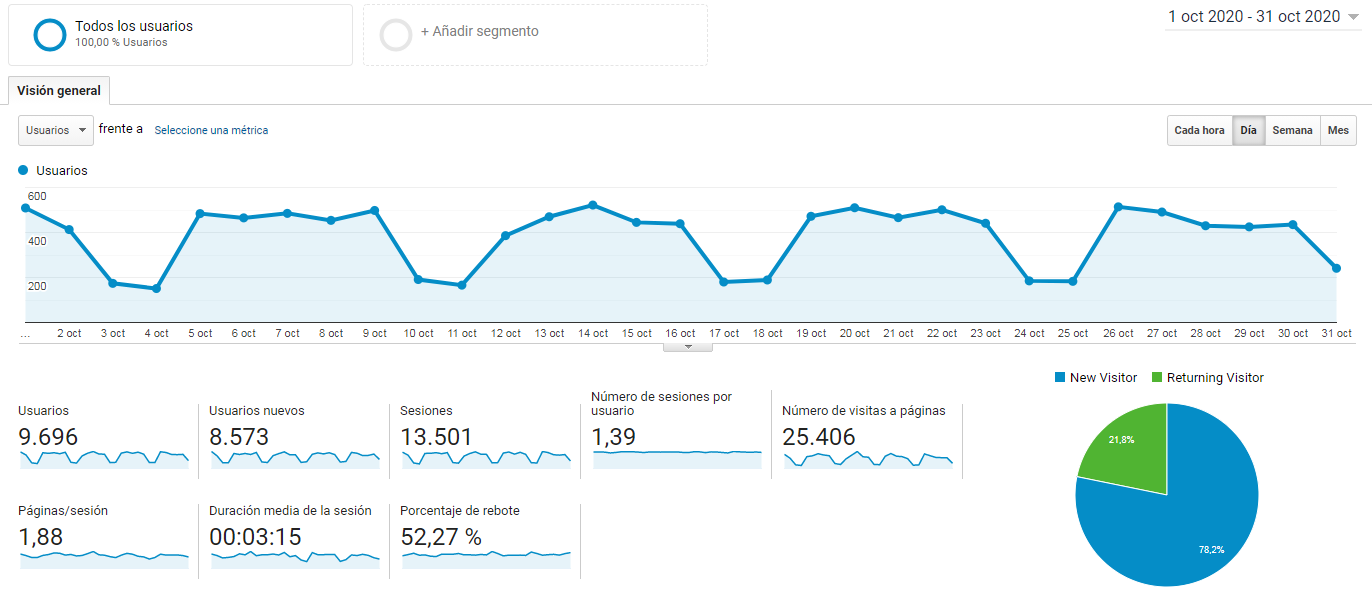 Todos los usuarios
100,00 % Usuarios
+ Añadir segmento
1 oct 2020 - 31 oct 2020
Visión general
Usuarios
frente a
Seleccione una métrica
Cada hora
Día
Semana
Mes
Usuarios
600
400
200
...
2 oct
3 oct
4 oct
5 oct
6 oct
7 oct
8 oct
9 oct
10 oct
11 oct
12 oct
13 oct
14 oct
15 oct
16 oct
17 oct
18 oct
19 oct
20 oct
21 oct
22 oct
23 oct
24 oct
25 oct
26 oct
27 oct
28 oct
29 oct
30 oct
31 oct
Usuarios
9.696
Usuarios nuevos
8.573
Sesiones
13.501
Número de sesiones por
usuario
1,39
Número de visitas a páginas
25.406
Páginas/sesión
1,88
Duración media de la sesión
00:03:15
Porcentaje de rebote
52,27 %
New Visitor
Returning Visitor
21,8%
78,2%